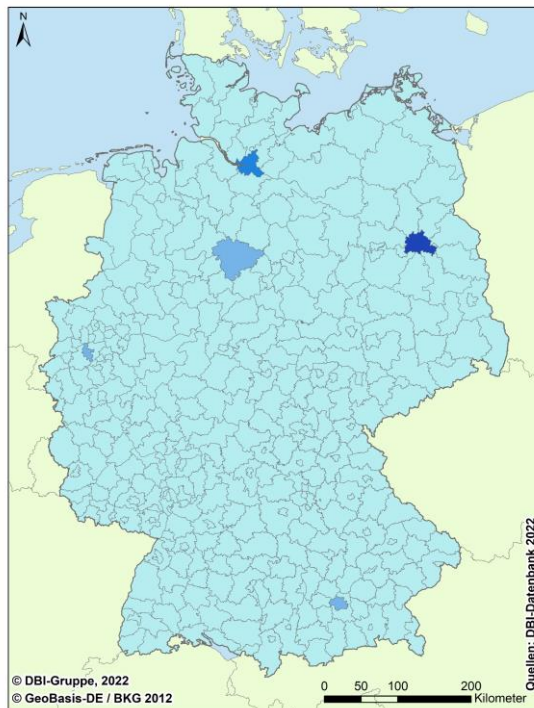 N
Quellen: DBI-Datenbank 2022
© DBI-Gruppe, 2022
© GeoBasis-DE / BKG 2012
0 50 100 200
Kilometer